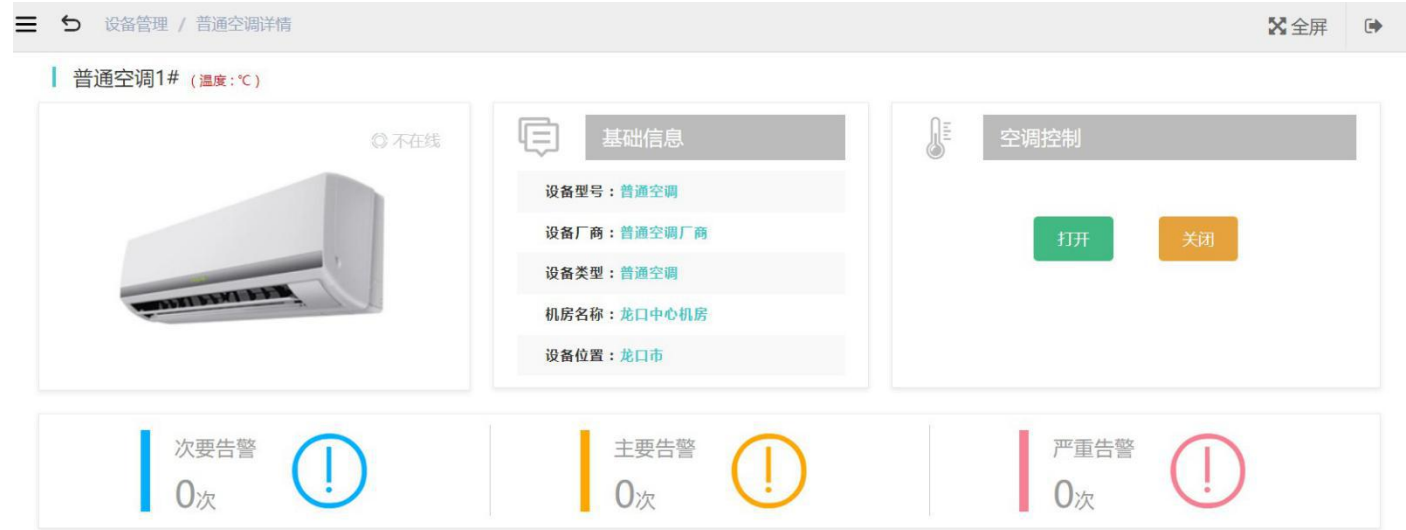 设备管理 / 普通空调详情
全屏
普通空调1# (温度:℃)
不在线
基础信息
设备型号:普通空调
设备厂商:普通空调厂商
设备类型:普通空调
机房名称:龙口中心机房
设备位置:龙口市
空调控制
打开 关闭
次要告警
0次
主要告警
0次
严重告警
0次